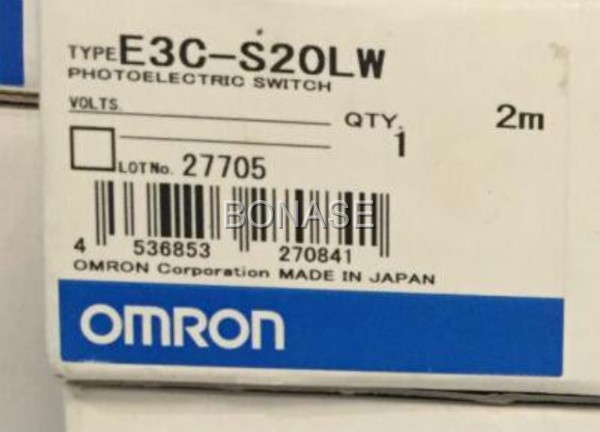 TYPE E3C-S20LW
PHOTOELECTRIC SWITCH
VOLTS.
QTY. 2m
1
LOT No. 27705
BONASE
4 536853 270841
OMRON Corporation MADE IN JAPAN
OMRON